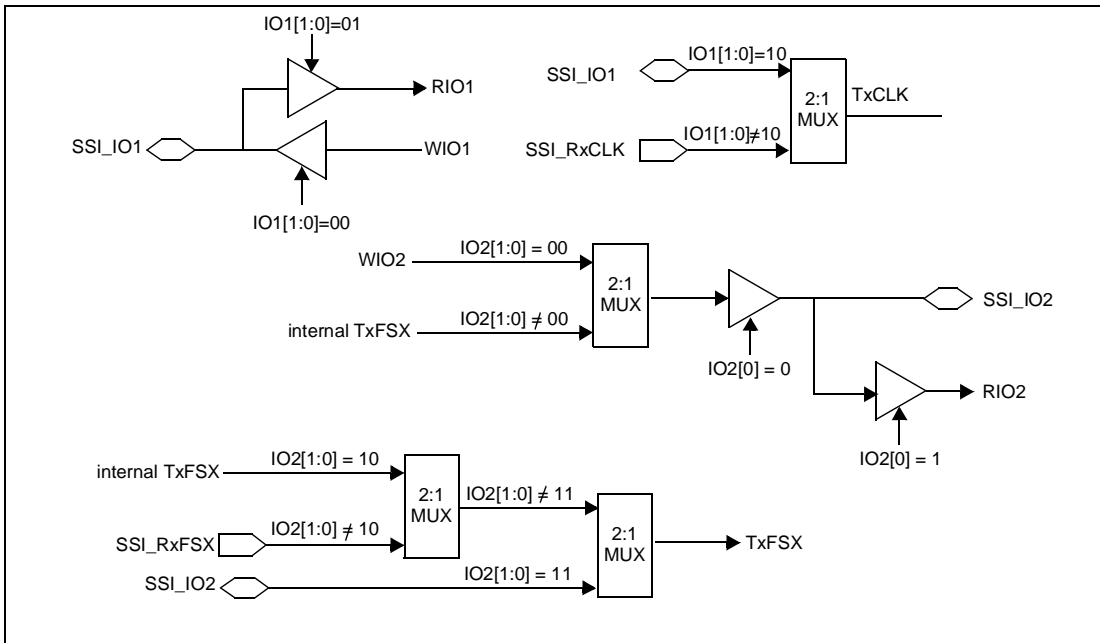 IO1[1:0]=01
RIO1
SSI_IO1
WIO1
IO1[1:0]=00
SSI_IO1
IO1[1:0]=10
2:1
MUX
TxCLK
SSI_RxCLK
IO1[1:0]≠10
WIO2
IO2[1:0] = 00
2:1
MUX
internal TxFSX
IO2[1:0] ≠ 00
SSI_IO2
IO2[0] = 0
RIO2
IO2[0] = 1
internal TxFSX
IO2[1:0] = 10
2:1
MUX
IO2[1:0] ≠ 11
SSI_RxFSX
IO2[1:0] ≠ 10
2:1
MUX
TxFSX
SSI_IO2
IO2[1:0] = 11